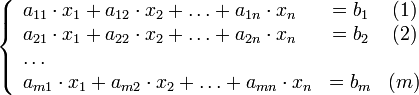 a₁₁ · x₁ + a₁₂ · x₂ + … + a₁ₙ · xₙ = b₁ (1)
a₂₁ · x₁ + a₂₂ · x₂ + … + a₂ₙ · xₙ = b₂ (2)
…
aₘ₁ · x₁ + aₘ₂ · x₂ + … + aₘₙ · xₙ = bₘ (m)